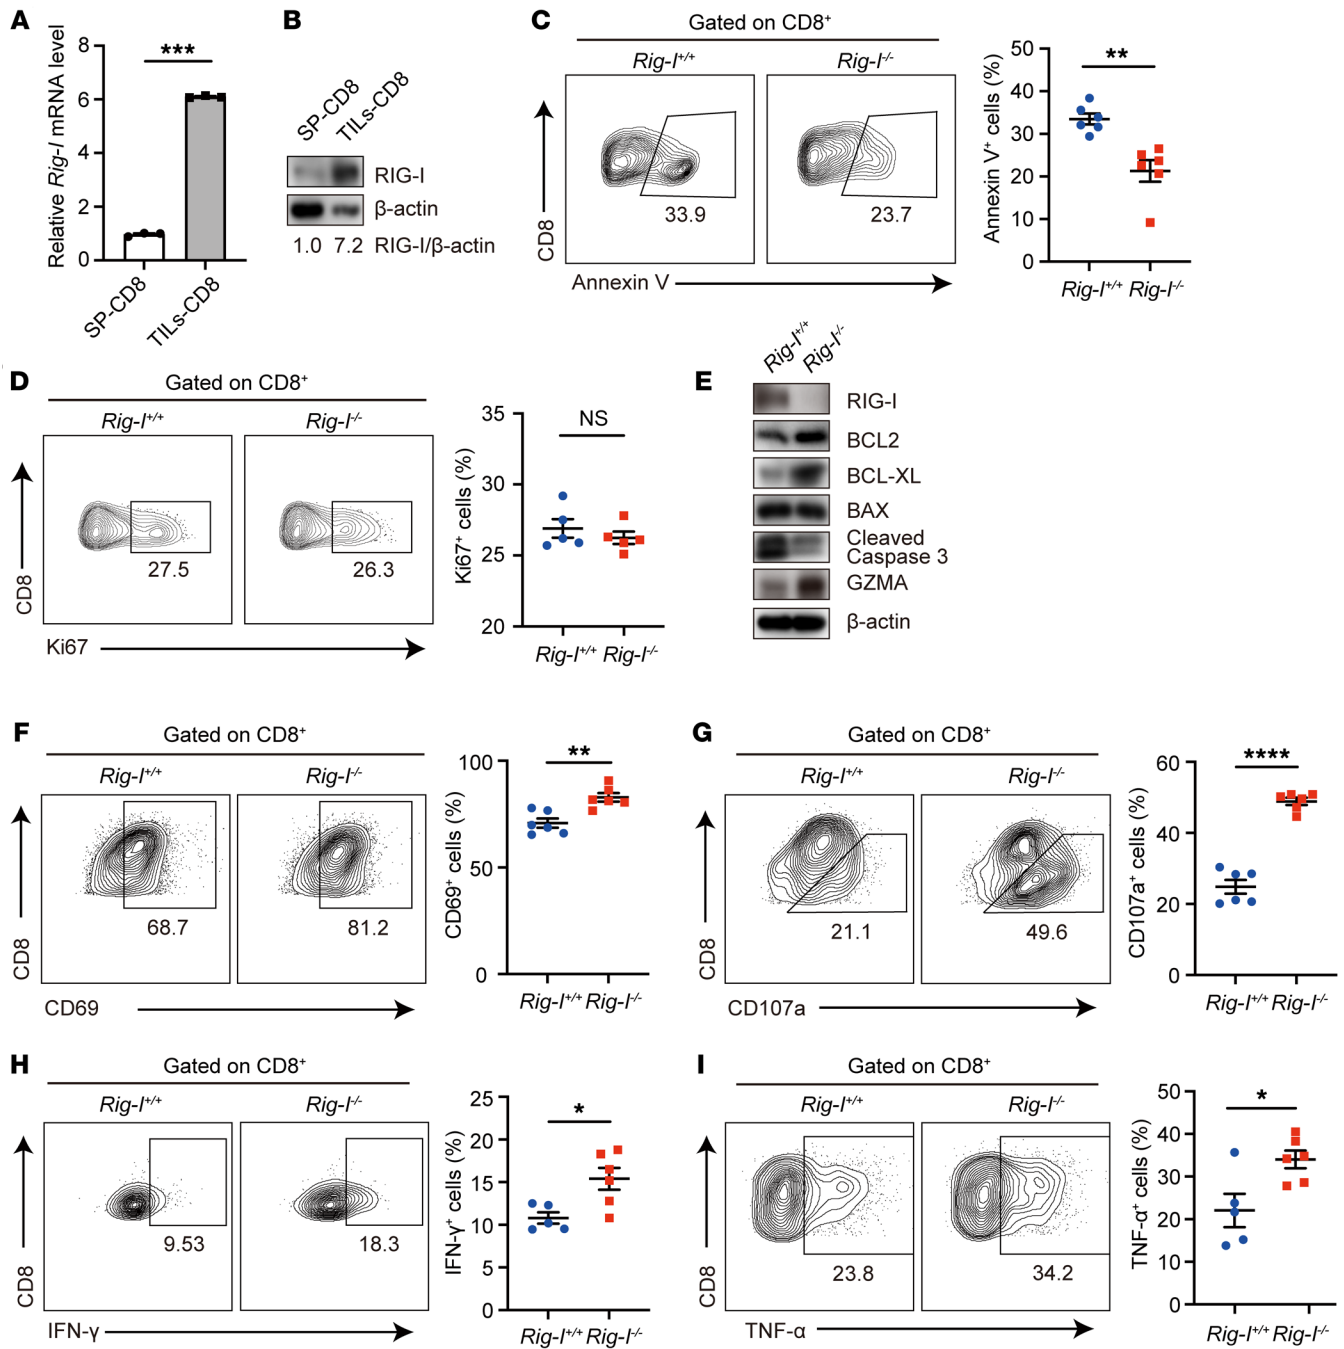 A
Relative Rig-I mRNA level
8
6
4
2
0
***
SP-CD8
TILs-CD8
B
SP-CD8
TILs-CD8
RIG-I
β-actin
1.0 7.2 RIG-I/β-actin
C
Gated on CD8+
Rig-I+/+
Rig-I-/-
33.9
23.7
CD8
Annexin V
Annexin V+ cells (%)
50
40
30
20
10
0
**
Rig-I+/+ Rig-I-/-
D
Gated on CD8+
Rig-I+/+
Rig-I-/-
27.5
26.3
CD8
Ki67
Ki67+ cells (%)
35
30
25
20
NS
Rig-I+/+ Rig-I-/-
E
Rig-I+/+
Rig-I-/-
RIG-I
BCL2
BCL-XL
BAX
Cleaved
Caspase 3
GZMA
β-actin
F
Gated on CD8+
Rig-I+/+
Rig-I-/-
68.7
81.2
CD8
CD69
CD69+ cells (%)
100
50
0
**
Rig-I+/+ Rig-I-/-
G
Gated on CD8+
Rig-I+/+
Rig-I-/-
21.1
49.6
CD8
CD107a
CD107a+ cells (%)
60
40
20
0
****
Rig-I+/+ Rig-I-/-
H
Gated on CD8+
Rig-I+/+
Rig-I-/-
9.53
18.3
CD8
IFN-γ
IFN-γ+ cells (%)
25
20
15
10
5
0
*
Rig-I+/+ Rig-I-/-
I
Gated on CD8+
Rig-I+/+
Rig-I-/-
23.8
34.2
CD8
TNF-α
TNF-α+ cells (%)
50
40
30
20
10
0
*
Rig-I+/+ Rig-I-/-